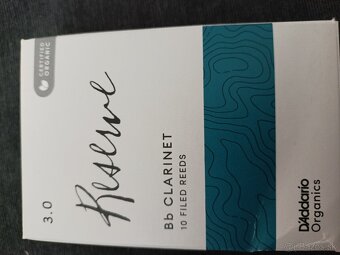 CERTIFIED
ORGANIC
3.0
Reserve
Bb CLARINET
10 FILED REEDS
D'Addario
Organics